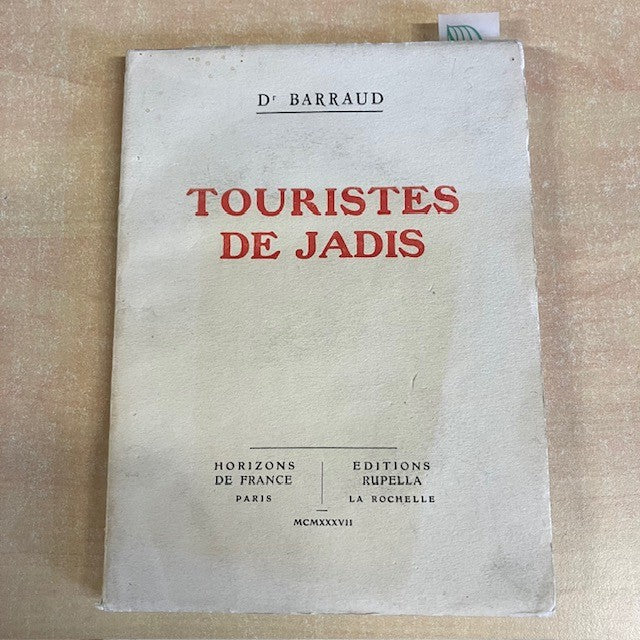 Dr BARRAUD
TOURISTES
DE JADIS
HORIZONS
DE FRANCE
PARIS
EDITIONS
RUPELLA
LA ROCHELLE
MCMXXXVII